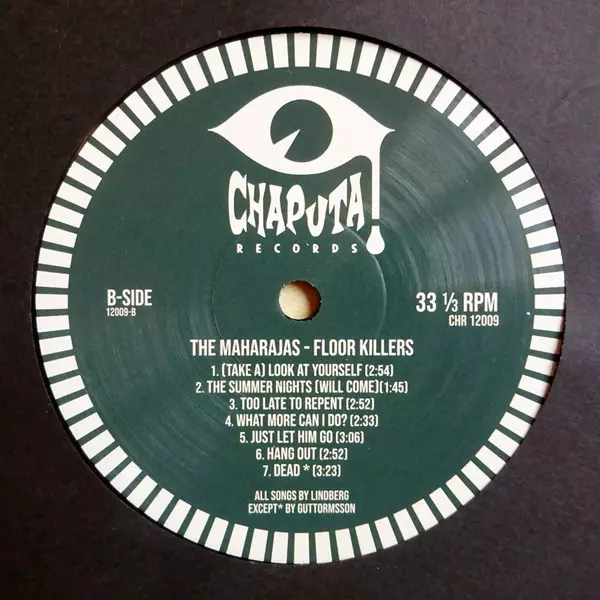 CHAPUTA!
RECORDS
B-SIDE
12009-B
33 ⅓ RPM
CHR 12009
THE MAHARAJAS - FLOOR KILLERS
1. (TAKE A) LOOK AT YOURSELF (2:54)
2. THE SUMMER NIGHTS (WILL COME)(1:45)
3. TOO LATE TO REPENT (2:52)
4. WHAT MORE CAN I DO? (2:33)
5. JUST LET HIM GO (3:06)
6. HANG OUT (2:52)
7. DEAD * (3:23)
ALL SONGS BY LINDBERG
EXCEPT* BY GUTTORMSSON